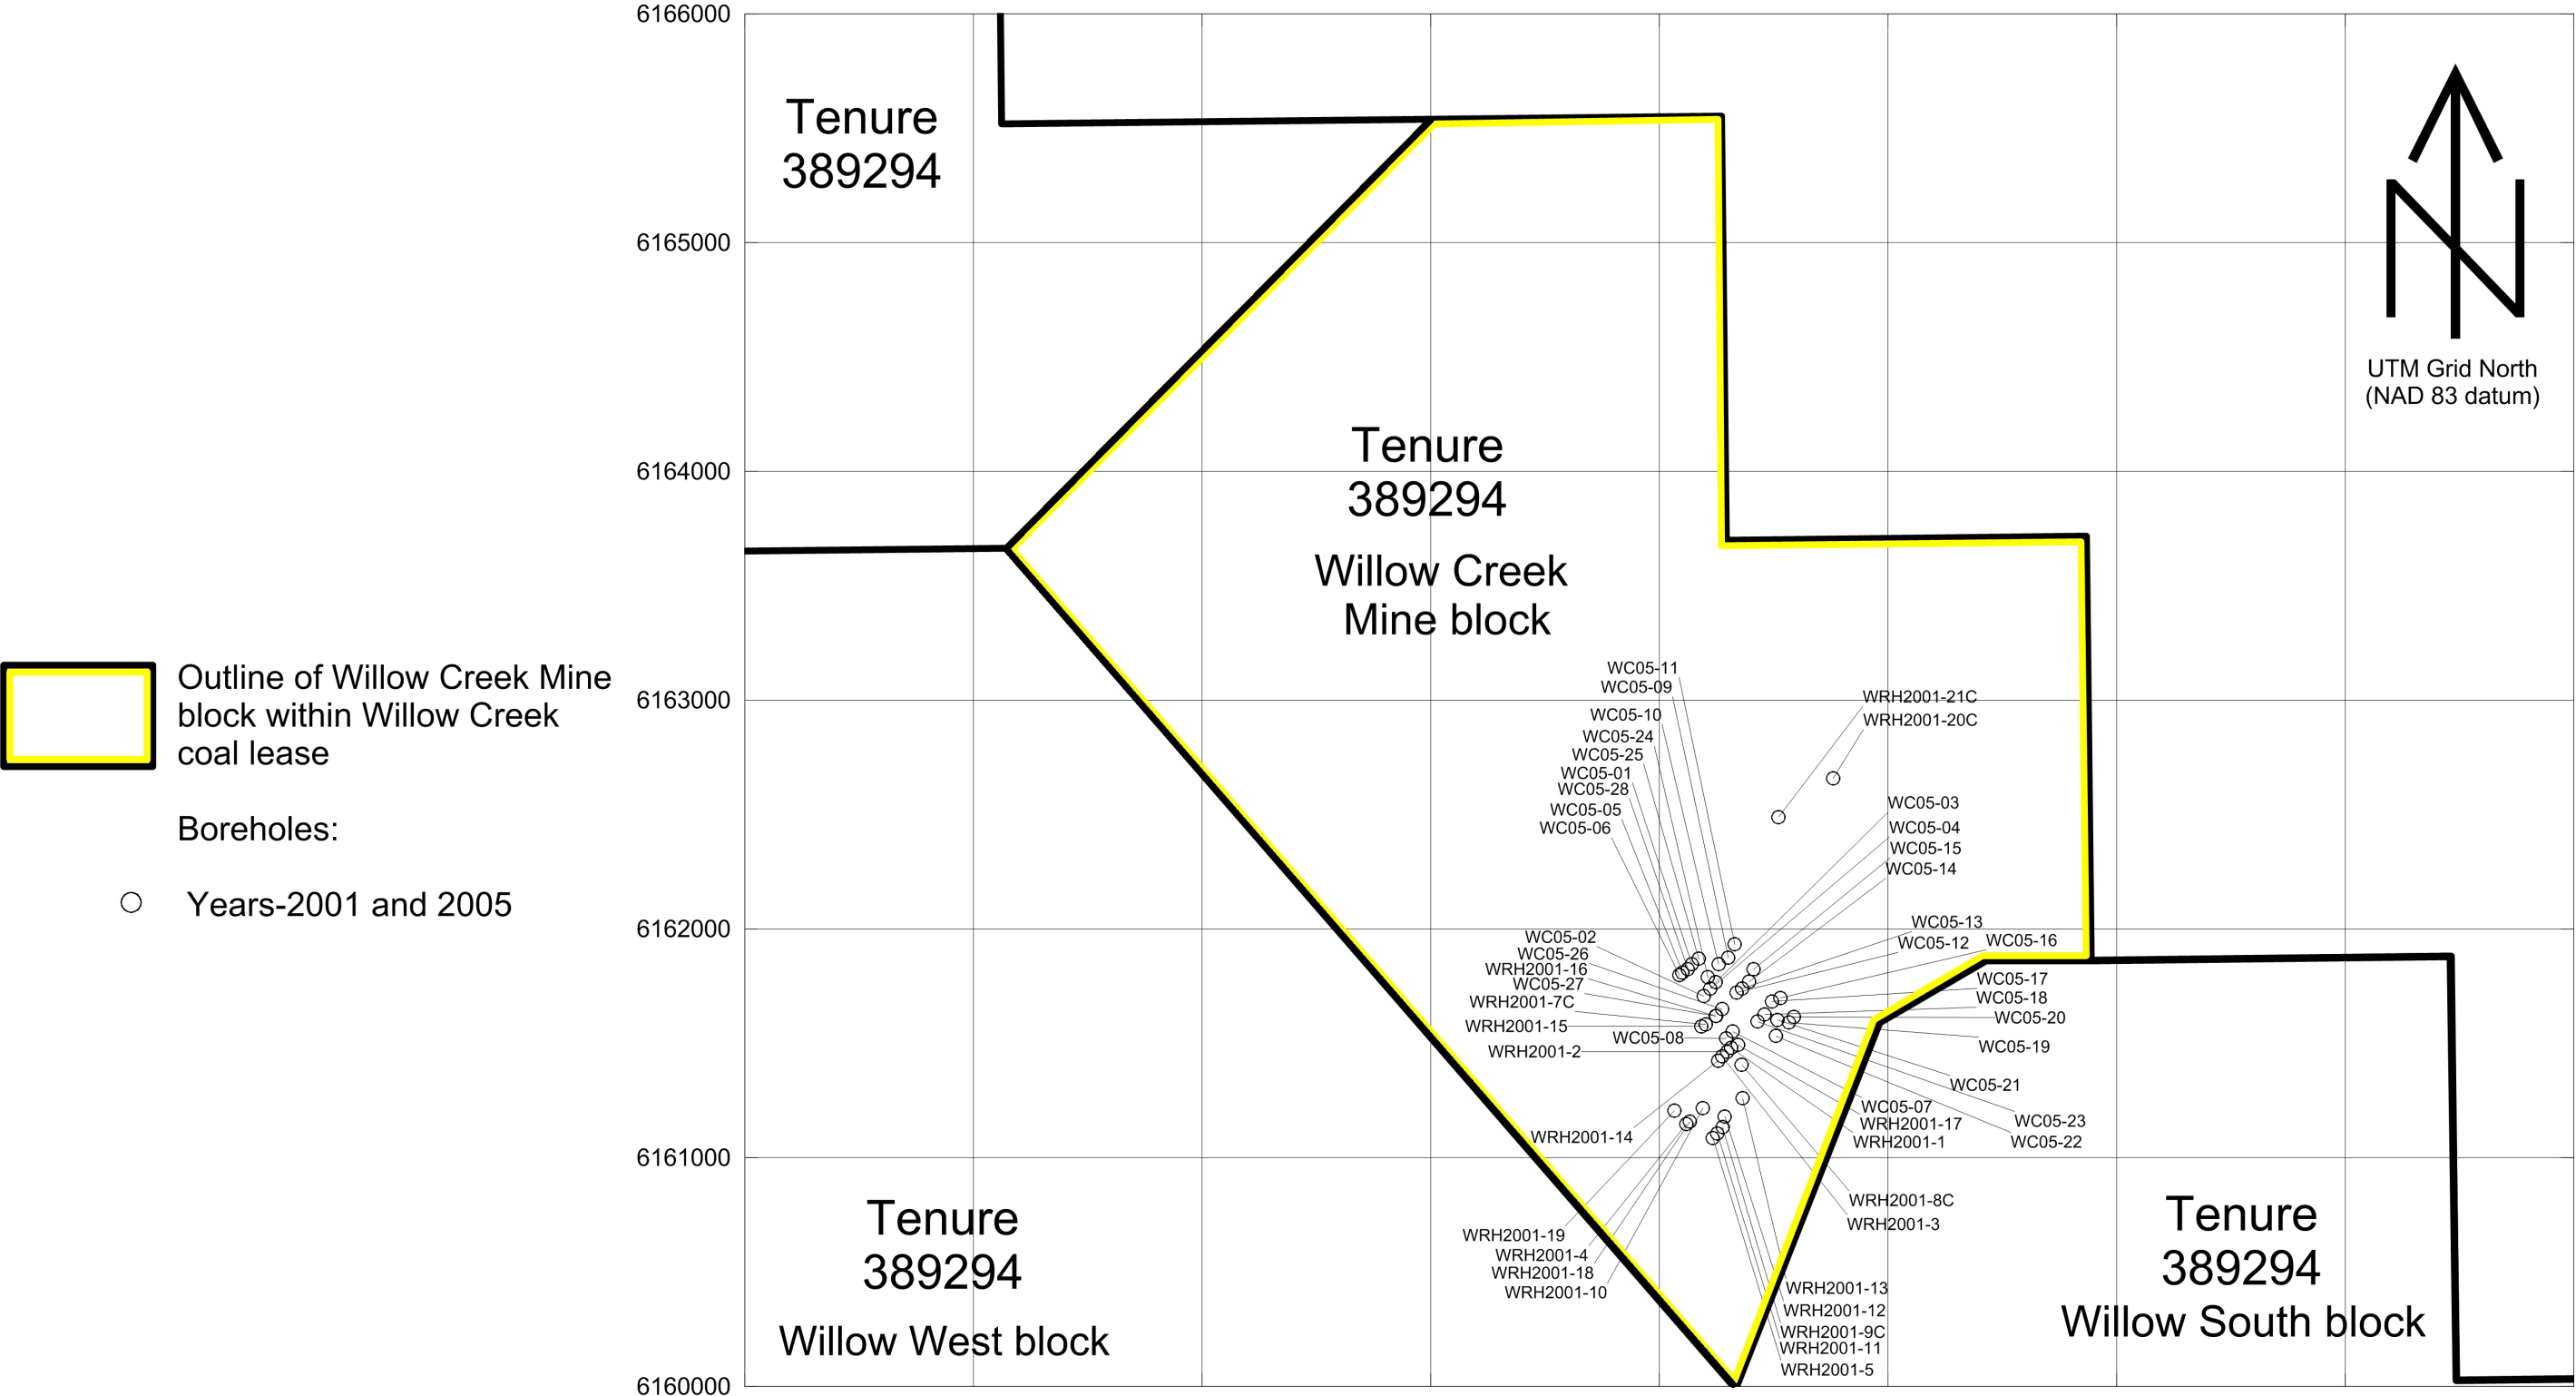 6166000
Tenure
389294
6165000
UTM Grid North
(NAD 83 datum)
6164000
Tenure
389294
Willow Creek
Mine block
Outline of Willow Creek Mine
block within Willow Creek
coal lease
Boreholes:
Years-2001 and 2005
6163000
WC05-11
WC05-09
WC05-10
WC05-24
WC05-25
WC05-01
WC05-28
WC05-05
WC05-06
WRH2001-21C
WRH2001-20C
WC05-03
WC05-04
WC05-15
WC05-14
6162000
WC05-02
WC05-26
WRH2001-16
WC05-27
WRH2001-7C
WRH2001-15
WC05-08
WRH2001-2
WC05-13
WC05-12
WC05-16
WC05-17
WC05-18
WC05-20
WC05-19
WC05-21
WC05-23
WC05-22
WC05-07
WRH2001-17
WRH2001-1
WRH2001-14
6161000
WRH2001-8C
WRH2001-3
WRH2001-19
WRH2001-4
WRH2001-18
WRH2001-10
WRH2001-13
WRH2001-12
WRH2001-9C
WRH2001-11
WRH2001-5
Tenure
389294
Willow West block
Tenure
389294
Willow South block
6160000